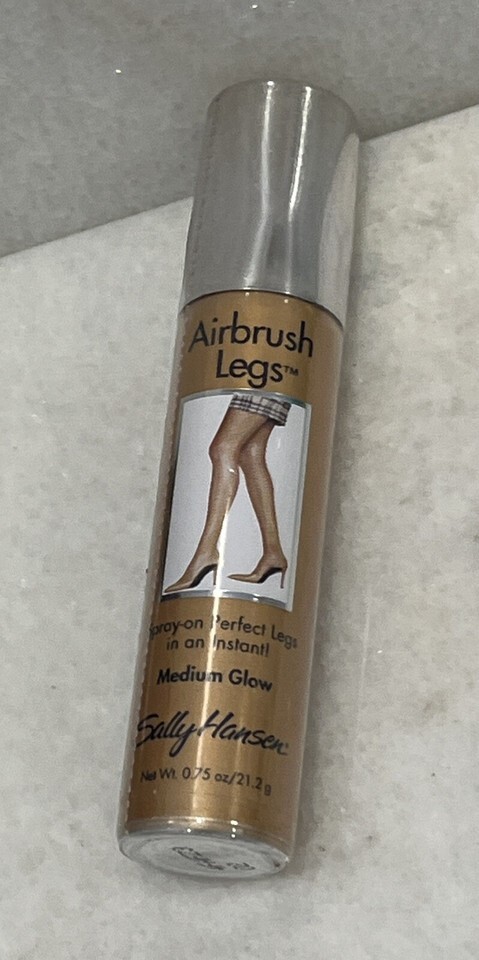 Airbrush
Legs™
Spray-on Perfect Legs
in an Instant!
Medium Glow
Sally Hansen®
Net Wt. 0.75 oz/21.2 g